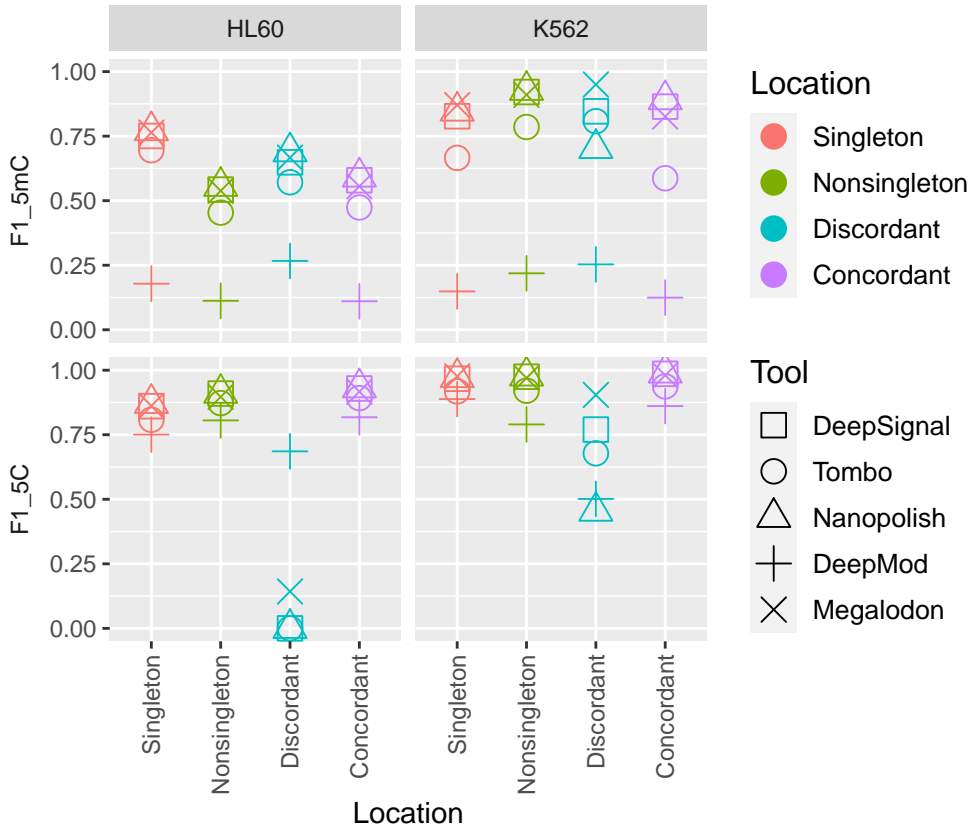 HL60
K562
F1_5mC
1.00
0.75
0.50
0.25
0.00
F1_5C
1.00
0.75
0.50
0.25
0.00
Singleton
Nonsingleton
Discordant
Concordant
Singleton
Nonsingleton
Discordant
Concordant
Location
Location
Singleton
Nonsingleton
Discordant
Concordant
Tool
DeepSignal
Tombo
Nanopolish
DeepMod
Megalodon